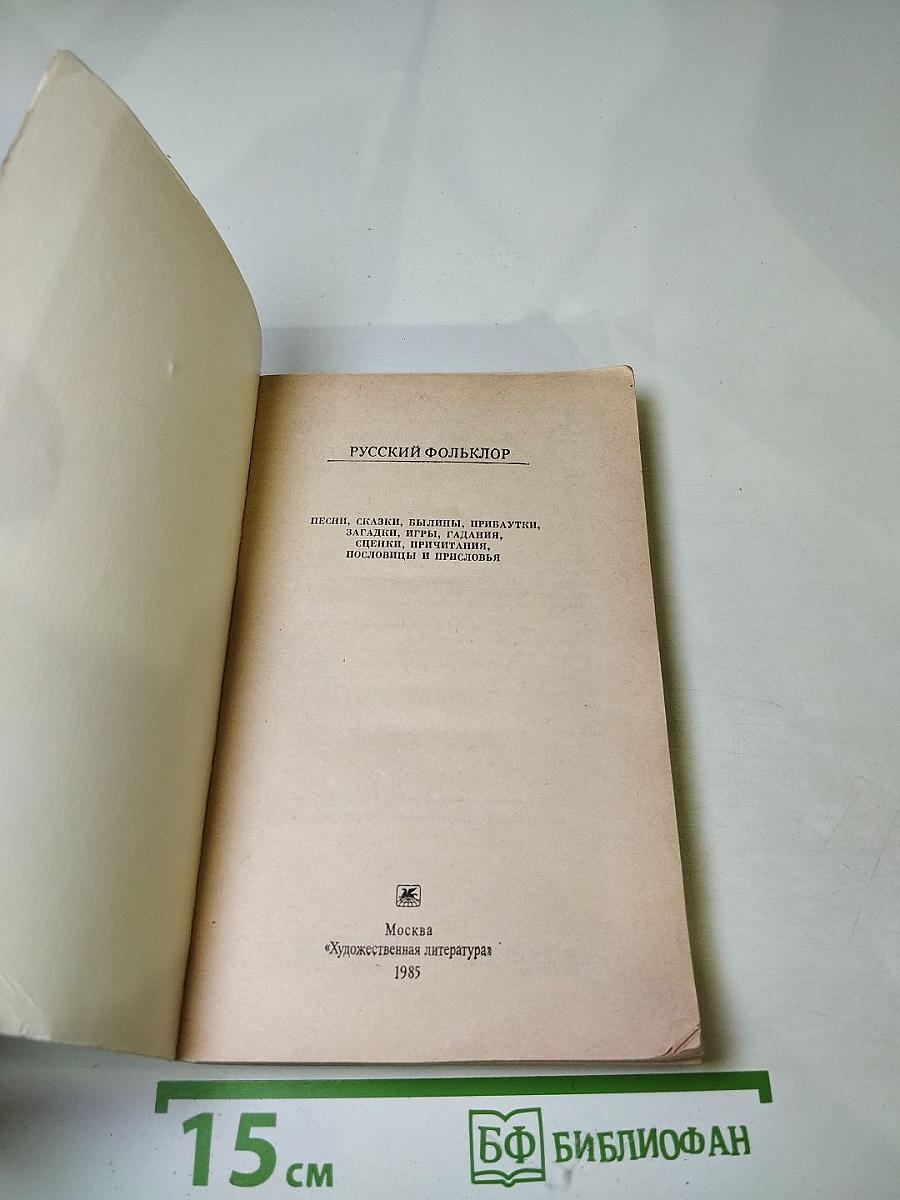 РУССКИЙ ФОЛЬКЛОР
ПЕСНИ, СКАЗКИ, БЫЛИНЫ, ПРИБАУТКИ,
ЗАГАДКИ, ИГРЫ, ГАДАНИЯ,
СЦЕНКИ, ПРИЧИТАНИЯ,
ПОСЛОВИЦЫ И ПРИСЛОВЬЯ
Москва
«Художественная литература»
1985
15 см
БФ БИБЛИОФАН